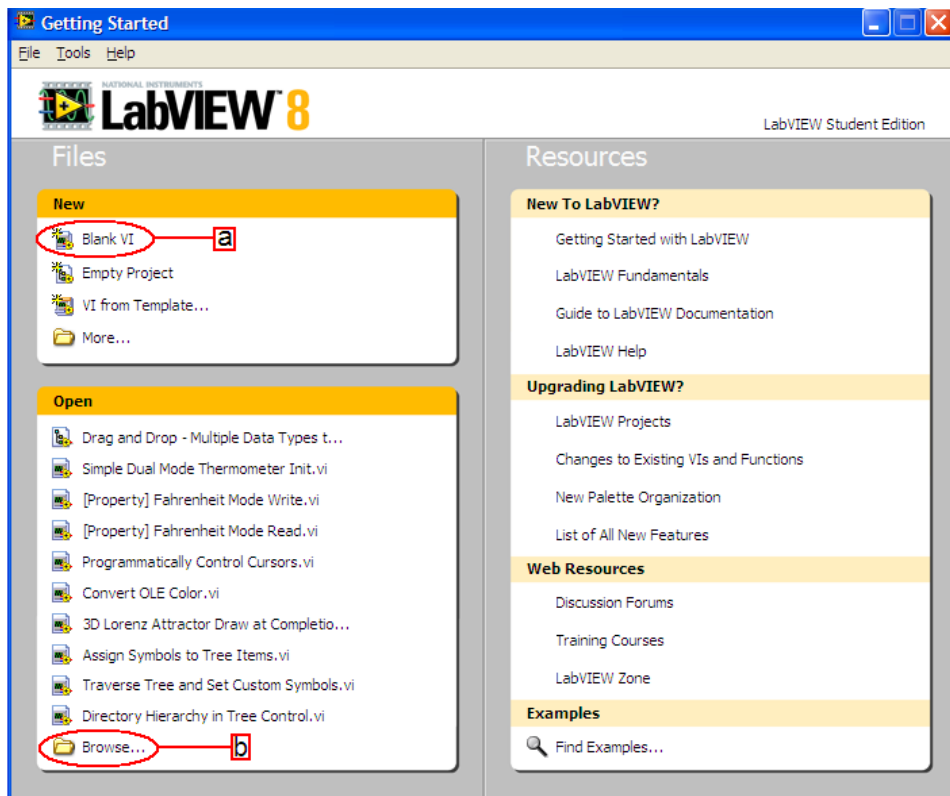 Getting Started
File Tools Help
NATIONAL INSTRUMENTS
LabVIEW™ 8
LabVIEW Student Edition
Files
New
Blank VI
a
Empty Project
VI from Template...
More...
Open
Drag and Drop - Multiple Data Types t...
Simple Dual Mode Thermometer Init.vi
[Property] Fahrenheit Mode Write.vi
[Property] Fahrenheit Mode Read.vi
Programmatically Control Cursors.vi
Convert OLE Color.vi
3D Lorenz Attractor Draw at Completio...
Assign Symbols to Tree Items.vi
Traverse Tree and Set Custom Symbols.vi
Directory Hierarchy in Tree Control.vi
Browse...
b
Resources
New To LabVIEW?
Getting Started with LabVIEW
LabVIEW Fundamentals
Guide to LabVIEW Documentation
LabVIEW Help
Upgrading LabVIEW?
LabVIEW Projects
Changes to Existing VIs and Functions
New Palette Organization
List of All New Features
Web Resources
Discussion Forums
Training Courses
LabVIEW Zone
Examples
Find Examples...